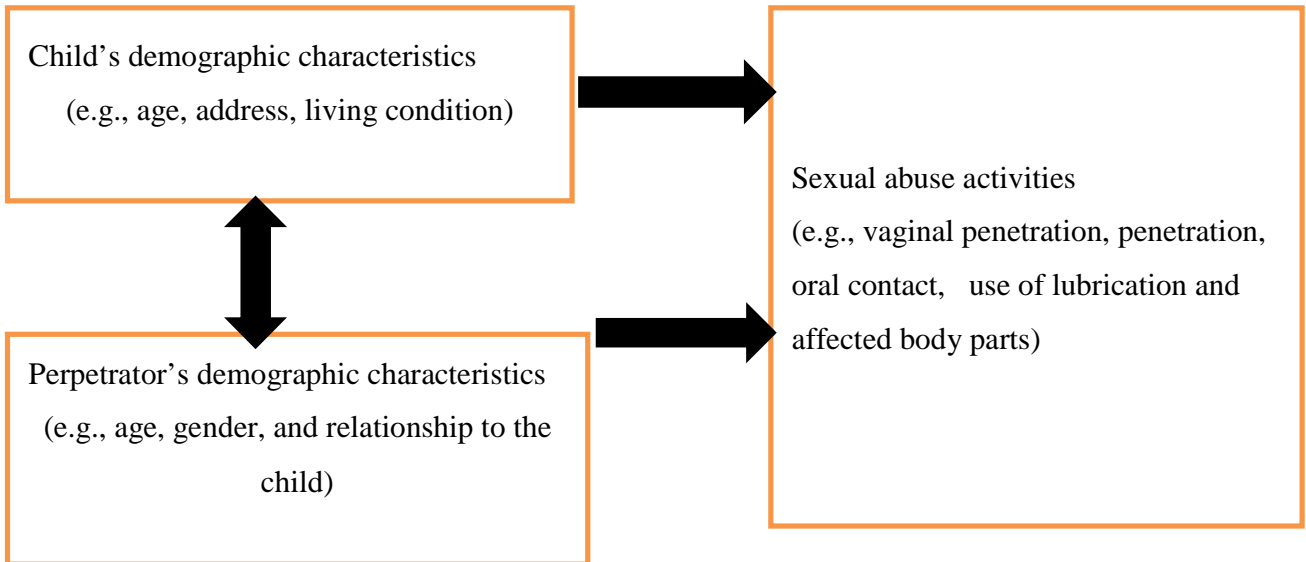 Child’s demographic characteristics
(e.g., age, address, living condition)
Sexual abuse activities
(e.g., vaginal penetration, penetration,
oral contact, use of lubrication and
affected body parts)
Perpetrator’s demographic characteristics
(e.g., age, gender, and relationship to the
child)